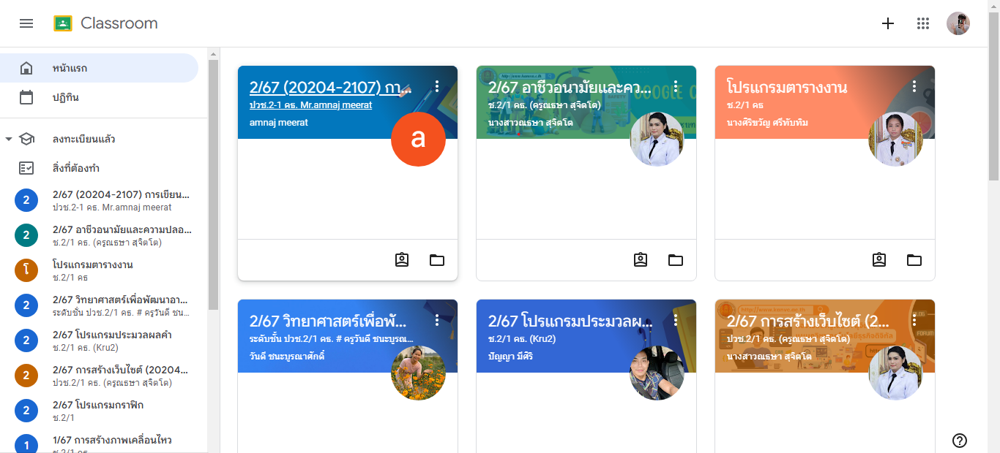 Classroom
หน้าแรก
ปฏิทิน
ลงทะเบียนแล้ว
สิ่งที่ต้องทำ
2
2/67 (20204-2107) การเขียน...
ปวช.2-1 คธ. Mr.amnaj meerat
2
2/67 อาชีวอนามัยและความปลอ...
ช.2/1 คธ. (ครูณธษา สุจิตโต)
โ
โปรแกรมตารางงาน
ช.2/1 คธ
2
2/67 วิทยาศาสตร์เพื่อพัฒนาอา...
ระดับชั้น ปวช.2/1 คธ. # ครูวันดี ชน...
2
2/67 โปรแกรมประมวลผลคำ
ช.2/1 คธ. (Kru2)
2
2/67 การสร้างเว็บไซต์ (20204...
ปวช.2/1 คธ. (ครูณธษา สุจิตโต)
2
2/67 โปรแกรมกราฟิก
ช.2/1
1
1/67 การสร้างภาพเคลื่อนไหว
ช.2/1 คธ
2/67 (20204-2107) กา...
ปวช.2-1 คธ. Mr.amnaj meerat
amnaj meerat
a
2/67 อาชีวอนามัยและคว...
ช.2/1 คธ. (ครูณธษา สุจิตโต)
นางสาวณธษา สุจิตโต
โปรแกรมตารางงาน
ช.2/1 คธ
นางศิริขวัญ ศรีทับทิม
2/67 วิทยาศาสตร์เพื่อพั...
ระดับชั้น ปวช.2/1 คธ. # ครูวันดี ชนะบูรณ...
วันดี ชนะบูรณาศักดิ์
2/67 โปรแกรมประมวลผ...
ช.2/1 คธ. (Kru2)
ปัญญา มีศิริ
2/67 การสร้างเว็บไซต์ (2...
ปวช.2/1 คธ. (ครูณธษา สุจิตโต)
นางสาวณธษา สุจิตโต